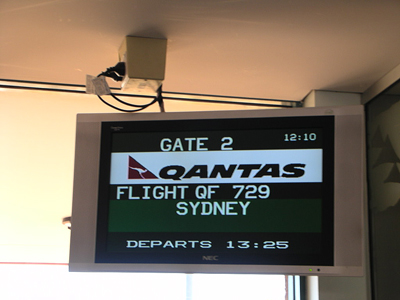 GATE 2 12:10
QANTAS
FLIGHT QF 729
SYDNEY
DEPARTS 13:25
NEC